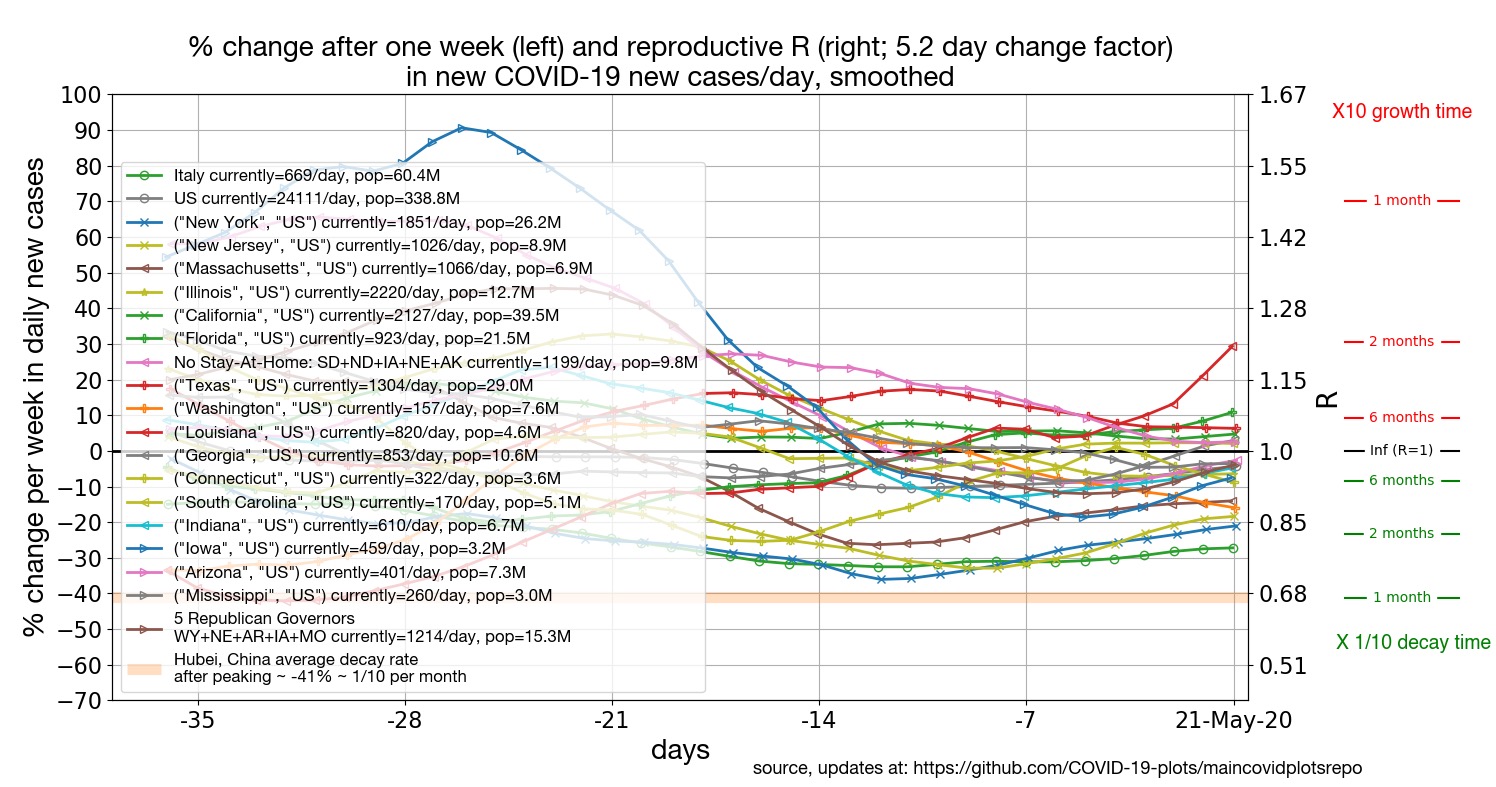 % change after one week (left) and reproductive R (right; 5.2 day change factor)
in new COVID-19 new cases/day, smoothed
% change per week in daily new cases
100
90
80
70
60
50
40
30
20
10
0
−10
−20
−30
−40
−50
−60
−70
Italy currently=669/day, pop=60.4M
US currently=24111/day, pop=338.8M
("New York", "US") currently=1851/day, pop=26.2M
("New Jersey", "US") currently=1026/day, pop=8.9M
("Massachusetts", "US") currently=1066/day, pop=6.9M
("Illinois", "US") currently=2220/day, pop=12.7M
("California", "US") currently=2127/day, pop=39.5M
("Florida", "US") currently=923/day, pop=21.5M
No Stay-At-Home: SD+ND+IA+NE+AK currently=1199/day, pop=9.8M
("Texas", "US") currently=1304/day, pop=29.0M
("Washington", "US") currently=157/day, pop=7.6M
("Louisiana", "US") currently=820/day, pop=4.6M
("Georgia", "US") currently=853/day, pop=10.6M
("Connecticut", "US") currently=322/day, pop=3.6M
("South Carolina", "US") currently=170/day, pop=5.1M
("Indiana", "US") currently=610/day, pop=6.7M
("Iowa", "US") currently=459/day, pop=3.2M
("Arizona", "US") currently=401/day, pop=7.3M
("Mississippi", "US") currently=260/day, pop=3.0M
5 Republican Governors
WY+NE+AR+IA+MO currently=1214/day, pop=15.3M
Hubei, China average decay rate
after peaking ~ -41% ~ 1/10 per month
-35
-28
-21
-14
-7
21-May-20
days
1.67
1.55
1.42
1.28
1.15
1.0
0.85
0.68
0.51
R
X10 growth time
1 month
2 months
6 months
Inf (R=1)
6 months
2 months
1 month
X 1/10 decay time
source, updates at: https://github.com/COVID-19-plots/maincovidplotsrepo